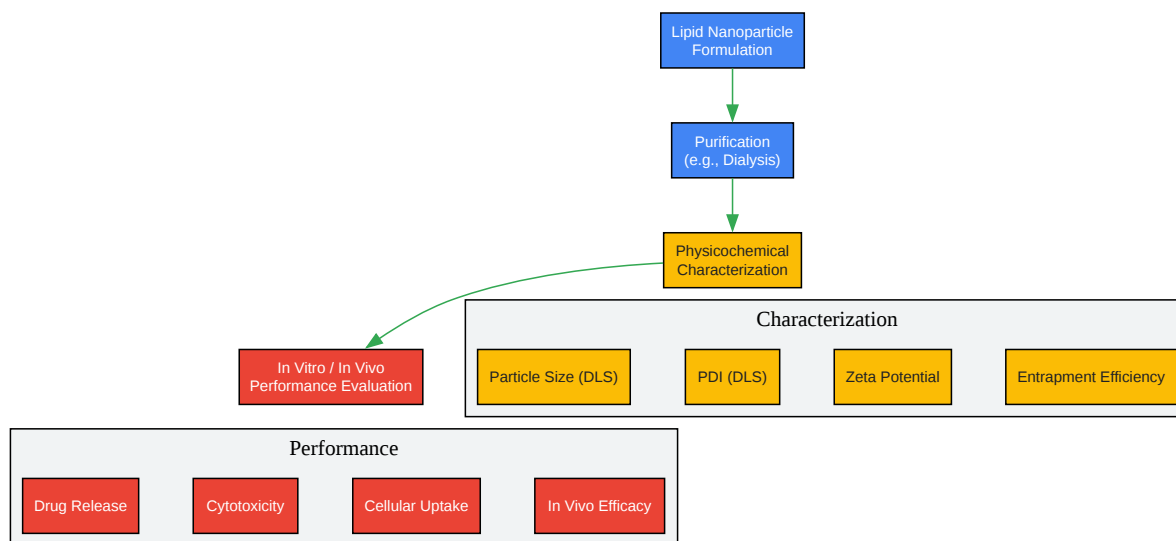 Lipid Nanoparticle
Formulation
Purification
(e.g., Dialysis)
Physicochemical
Characterization
Characterization
In Vitro / In Vivo
Performance Evaluation
Particle Size (DLS)
PDI (DLS)
Zeta Potential
Entrapment Efficiency
Performance
Drug Release
Cytotoxicity
Cellular Uptake
In Vivo Efficacy